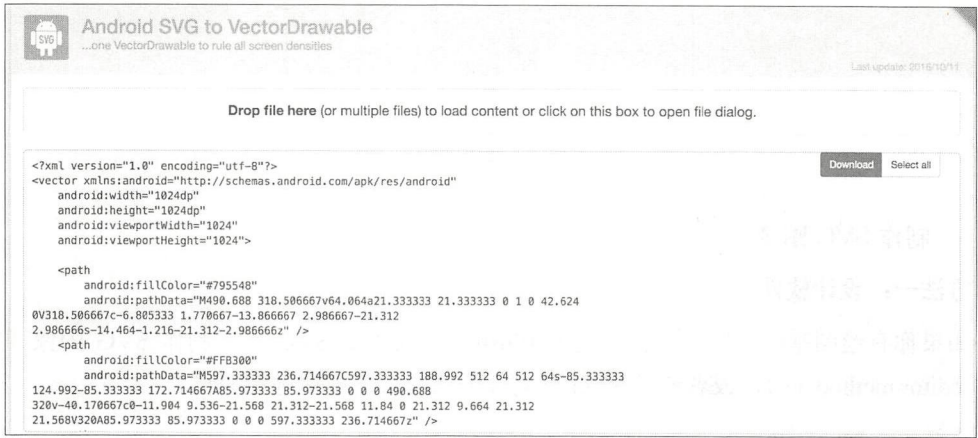 SVG
Android SVG to VectorDrawable
...one VectorDrawable to rule all screen densities
Last update: 2016/10/11
Drop file here (or multiple files) to load content or click on this box to open file dialog.
Download Select all
<?xml version="1.0" encoding="utf-8"?>
<vector xmlns:android="http://schemas.android.com/apk/res/android"
    android:width="1024dp"
    android:height="1024dp"
    android:viewportWidth="1024"
    android:viewportHeight="1024">
    <path
        android:fillColor="#795548"
        android:pathData="M490.688 318.506667v64.064a21.333333 21.333333 0 1 0 42.624
0V318.506667c-6.805333 1.770667-13.866667 2.986667-21.312
2.986666s-14.464-1.216-21.312-2.986666z" />
    <path
        android:fillColor="#FFB300"
        android:pathData="M597.333333 236.714667C597.333333 188.992 512 64 512 64s-85.333333
124.992-85.333333 172.714667A85.973333 85.973333 0 0 0 490.688
320v-40.170667c0-11.904 9.536-21.568 21.312-21.568 11.84 0 21.312 9.664 21.312
21.568V320A85.973333 85.973333 0 0 0 597.333333 236.714667z" />